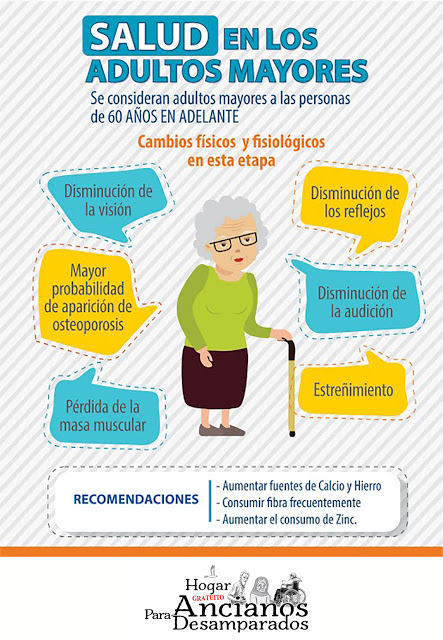 SALUD EN LOS
ADULTOS MAYORES
Se consideran adultos mayores a las personas
de 60 AÑOS EN ADELANTE
Cambios físicos y fisiológicos
en esta etapa
Disminución de
la visión
Disminución de
los reflejos
Mayor
probabilidad
de aparición de
osteoporosis
Disminución de
la audición
Pérdida de la
masa muscular
Estreñimiento
RECOMENDACIONES
- Aumentar fuentes de Calcio y Hierro
- Consumir fibra frecuentemente
- Aumentar el consumo de Zinc.
Hogar
GRATUÍTO
Para Ancianos
Desamparados